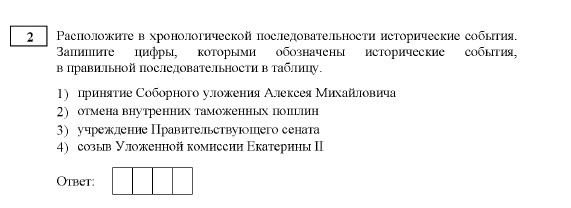 2
Расположите в хронологической последовательности исторические события.
Запишите цифры, которыми обозначены исторические события,
в правильной последовательности в таблицу.
1) принятие Соборного уложения Алексея Михайловича
2) отмена внутренних таможенных пошлин
3) учреждение Правительствующего сената
4) созыв Уложенной комиссии Екатерины II
Ответ: